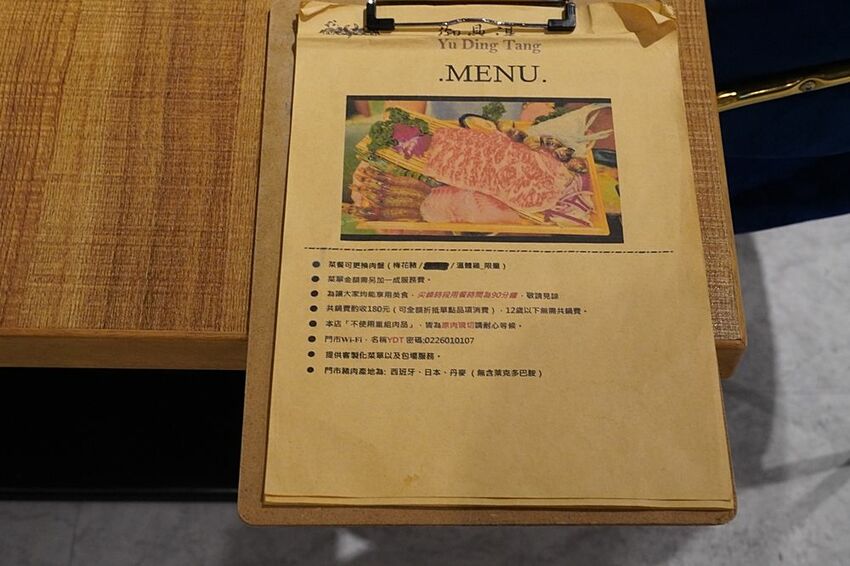 Yu Ding Tang
.MENU.
● 菜餐可更換肉盤(梅花豬/ /溫體雞_限量)
● 菜單金額需另加一成服務費。
● 為讓大家均能享用美食,尖峰時段用餐時間為90分鐘,敬請見諒
● 共鍋費酌收180元(可全額折抵單點品項消費),12歲以下無需共鍋費。
● 本店「不使用重組肉品」,皆為原肉現切請耐心等候。
● 門市Wi-Fi,名稱YDT 密碼:0226010107
● 提供客製化菜單以及包場服務。
● 門市豬肉產地為: 西班牙、日本、丹麥(無含萊克多巴胺)